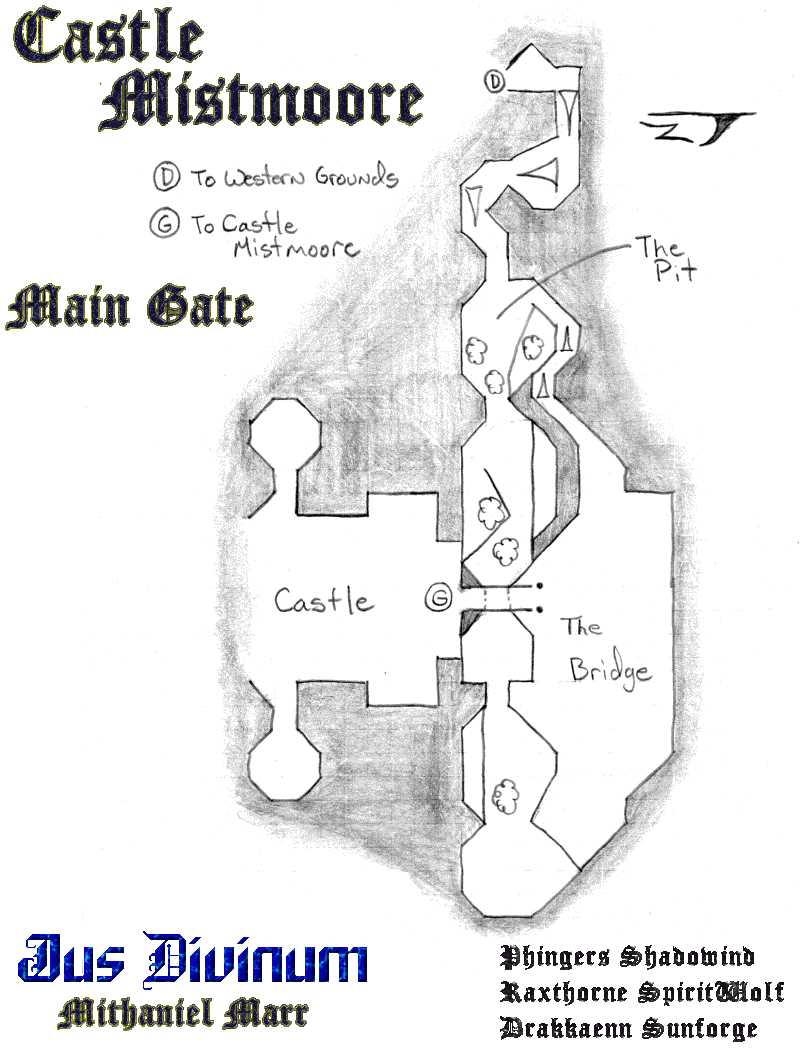 Castle
Mistmoore
D
D To Western Grounds
G To Castle
Mistmoore
N
The
Pit
Main Gate
Castle
G
The
Bridge
Jus Divinum
Mithaniel Marr
Phingers Shadowind
Raxthorne SpiritWolf
Drakkaenn Sunforge